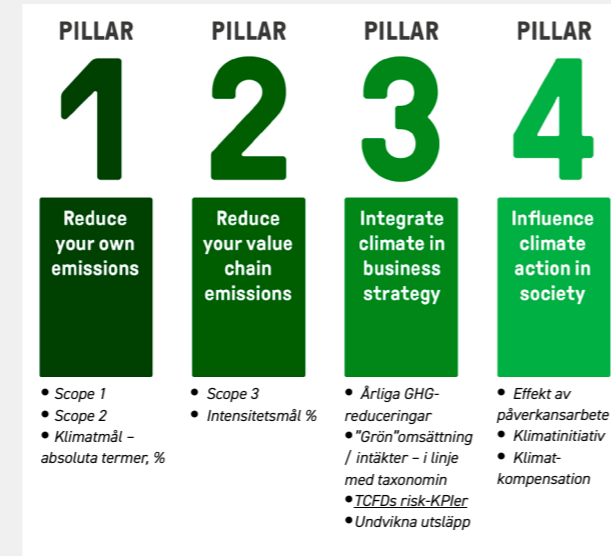 PILLAR
1
Reduce
your own
emissions
• Scope 1
• Scope 2
• Klimatmål –
absoluta termer, %
PILLAR
2
Reduce
your value
chain
emissions
• Scope 3
• Intensitetsmål %
PILLAR
3
Integrate
climate in
business
strategy
• Årliga GHG-
reduceringar
•"Grön"omsättning
/ intäkter – i linje
med taxonomin
•TCFDs risk-KPIer
•Undvikna utsläpp
PILLAR
4
Influence
climate
action in
society
• Effekt av
påverkansarbete
• Klimatinitiativ
• Klimat-
kompensation